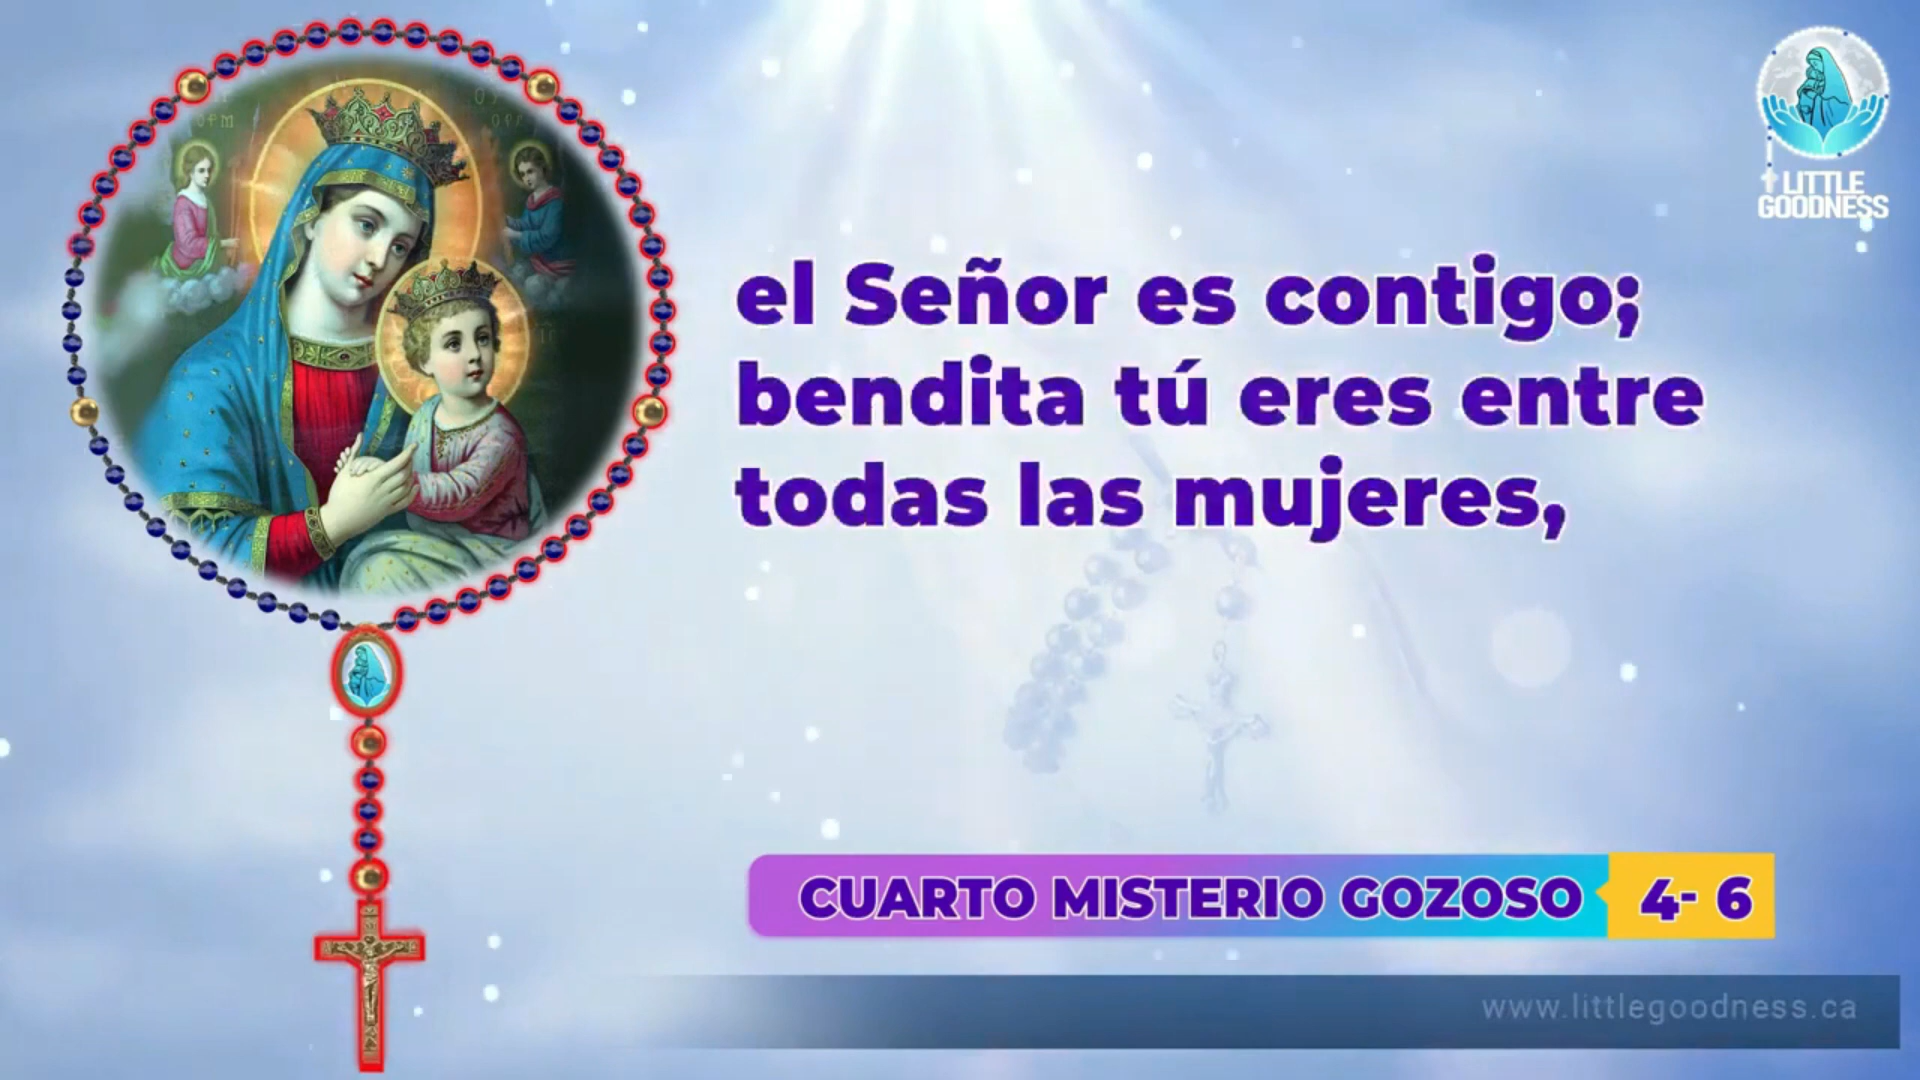 LITTLE
GOODNESS
el Señor es contigo;
bendita tú eres entre
todas las mujeres,
CUARTO MISTERIO GOZOSO 4- 6
www.littlegoodness.ca